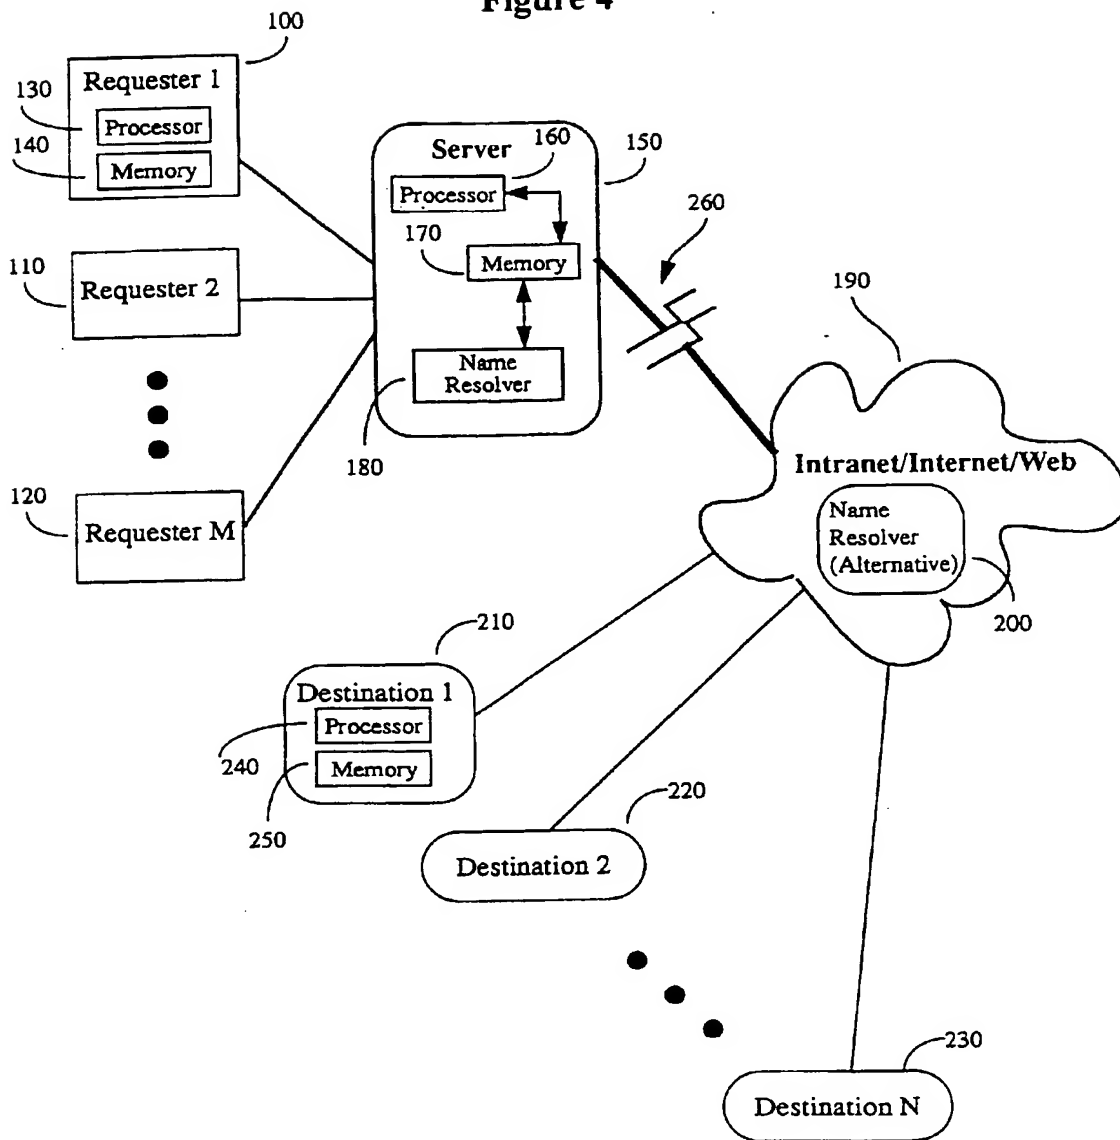 Figure 4
100
Requester 1
130
Processor
140
Memory
110
Requester 2
120
Requester M
Server
160
150
Processor
170
Memory
Name
Resolver
180
260
190
Intranet/Internet/Web
Name
Resolver
(Alternative)
200
210
Destination 1
Processor
240
Memory
250
220
Destination 2
230
Destination N